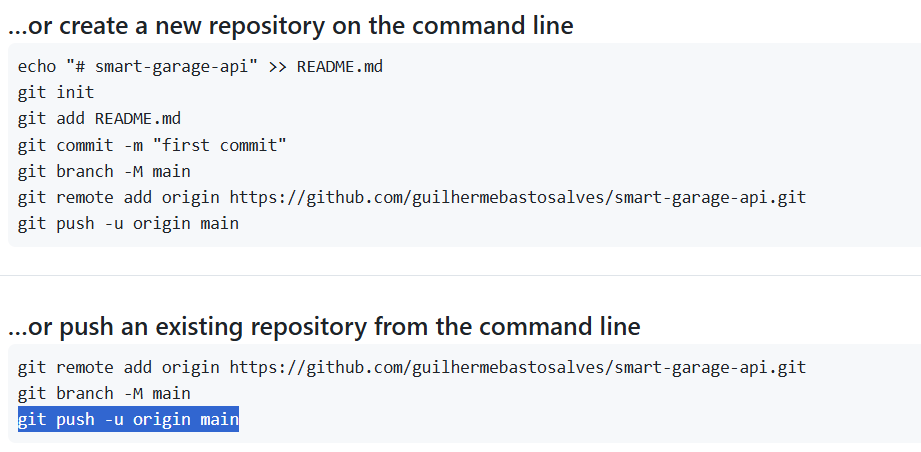 ...or create a new repository on the command line
echo "# smart-garage-api" >> README.md
git init
git add README.md
git commit -m "first commit"
git branch -M main
git remote add origin https://github.com/guilhermebastosalves/smart-garage-api.git
git push -u origin main
...or push an existing repository from the command line
git remote add origin https://github.com/guilhermebastosalves/smart-garage-api.git
git branch -M main
git push -u origin main